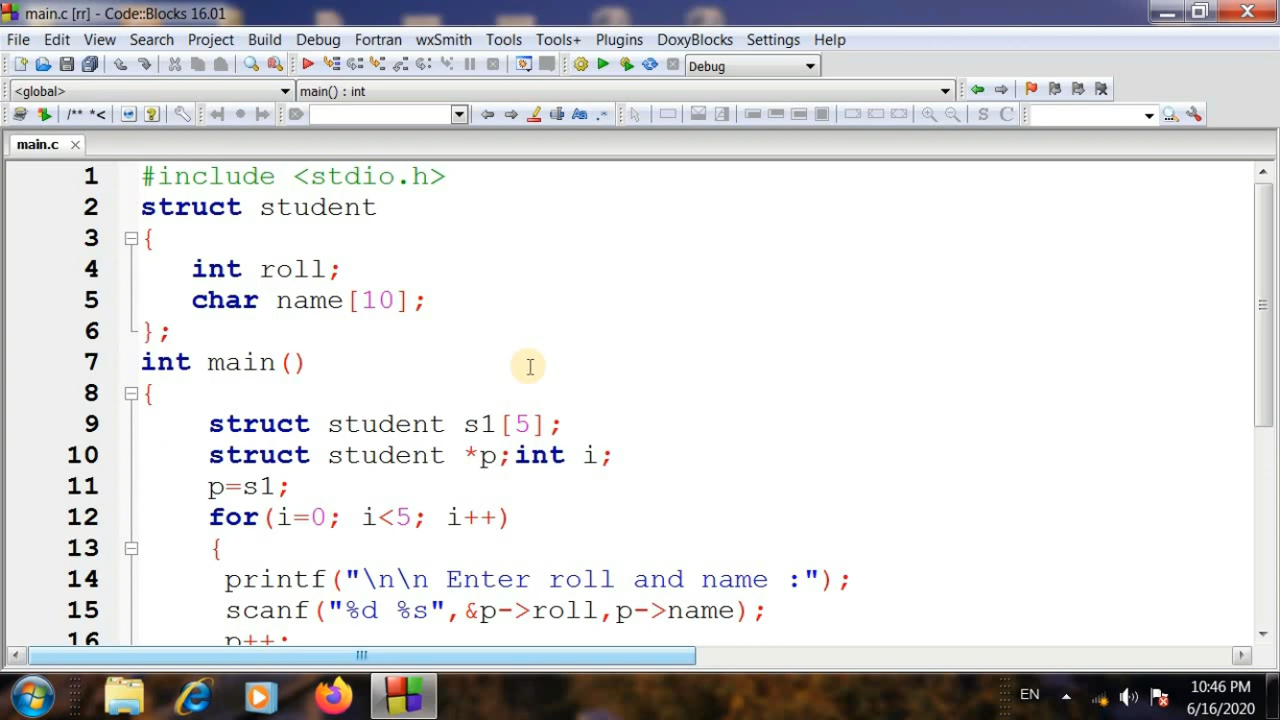 main.c [rr] - Code::Blocks 16.01
File Edit View Search Project Build Debug Fortran wxSmith Tools Tools+ Plugins DoxyBlocks Settings Help
Debug
<global> main() : int
/** *< .* S C
main.c
1 #include <stdio.h>
2 struct student
3 {
4 int roll;
5 char name[10];
6 };
7 int main()
8 {
9 struct student s1[5];
10 struct student *p;int i;
11 p=s1;
12 for(i=0; i<5; i++)
13 {
14 printf("\n\n Enter roll and name :");
15 scanf("%d %s",&p->roll,p->name);
16 p++;
EN 10:46 PM
6/16/2020